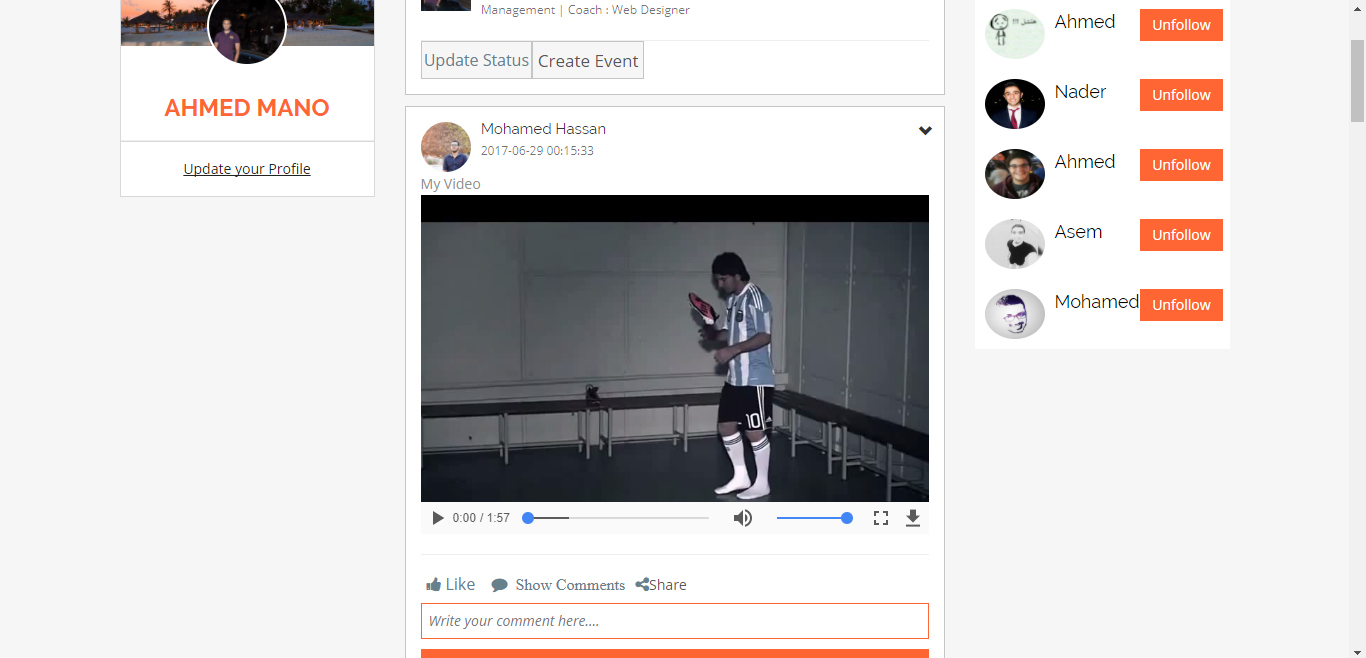 AHMED MANO
Update your Profile
Management | Coach : Web Designer
Update Status
Create Event
Mohamed Hassan
2017-06-29 00:15:33
My Video
10
0:00 / 1:57
Like
Show Comments
Share
Write your comment here....
Ahmed
Unfollow
Nader
Unfollow
Ahmed
Unfollow
Asem
Unfollow
Mohamed
Unfollow